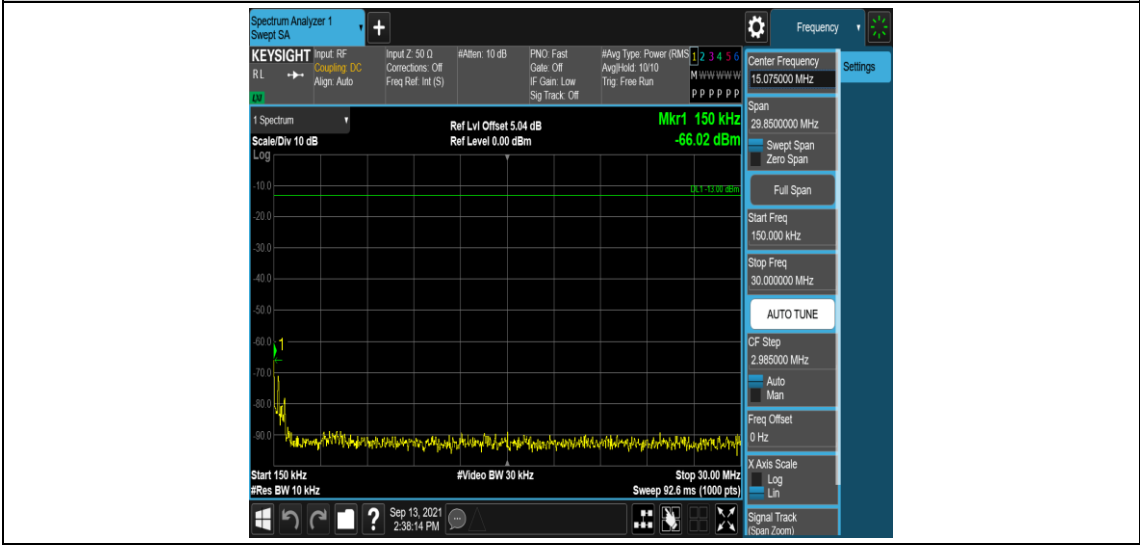 Spectrum Analyzer 1
Swept SA
+
Frequency
KEYSIGHT
RL
LM
Input: RF
Coupling: DC
Align: Auto
Input Z: 50 Ω
Corrections: Off
Freq Ref: Int (S)
#Atten: 10 dB
PNO: Fast
Gate: Off
IF Gain: Low
Sig Track: Off
#Avg Type: Power (RMS
Avg|Hold: 10/10
Trig: Free Run
1 2 3 4 5 6
M W W W W W
P P P P P P
1 Spectrum
Scale/Div 10 dB
Log
Ref Lvl Offset 5.04 dB
Ref Level 0.00 dBm
Mkr1 150 kHz
-66.02 dBm
DL1 -13.00 dBm
-10.0
-20.0
-30.0
-40.0
-50.0
-60.0
1
-70.0
-80.0
-90.0
Start 150 kHz
#Res BW 10 kHz
#Video BW 30 kHz
Stop 30.00 MHz
Sweep 92.6 ms (1000 pts)
Center Frequency
15.075000 MHz
Settings
Span
29.8500000 MHz
Swept Span
Zero Span
Full Span
Start Freq
150.000 kHz
Stop Freq
30.000000 MHz
AUTO TUNE
CF Step
2.985000 MHz
Auto
Man
Freq Offset
0 Hz
X Axis Scale
Log
Lin
Signal Track
(Span Zoom)
?
Sep 13, 2021
2:38:14 PM